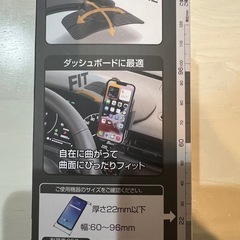 ダッシュボードに最適
FIT
自在に曲がって
曲面にぴったりフィット
ご使用機器のサイズをご確認ください。
厚さ22mm以下
幅:60〜96mm
96
60
22